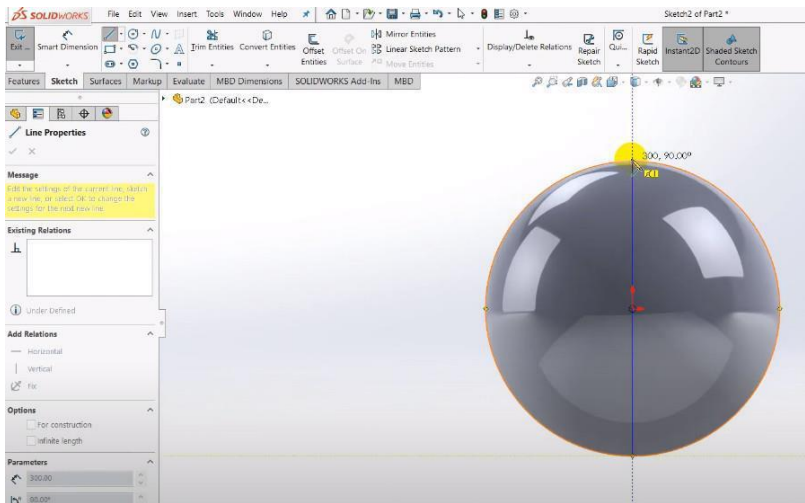 SOLIDWORKS File Edit View Insert Tools Window Help Sketch2 of Part2 *
Exit ... Smart Dimension Trim Entities Convert Entities Offset Entities Offset On Surface Mirror Entities Linear Sketch Pattern Move Entities Display/Delete Relations Repair Sketch Qui... Rapid Sketch Instant2D Shaded Sketch Contours
Features Sketch Surfaces Markup Evaluate MBD Dimensions SOLIDWORKS Add-Ins MBD
Part2 (Default<<De...
Line Properties
Message
Edit the settings of the current line, sketch
a new line, or select OK to change the
settings for the next new line.
Existing Relations
Under Defined
Add Relations
Horizontal
Vertical
Fix
Options
For construction
Infinite length
Parameters
300.00
90.00°
300, 90.00°